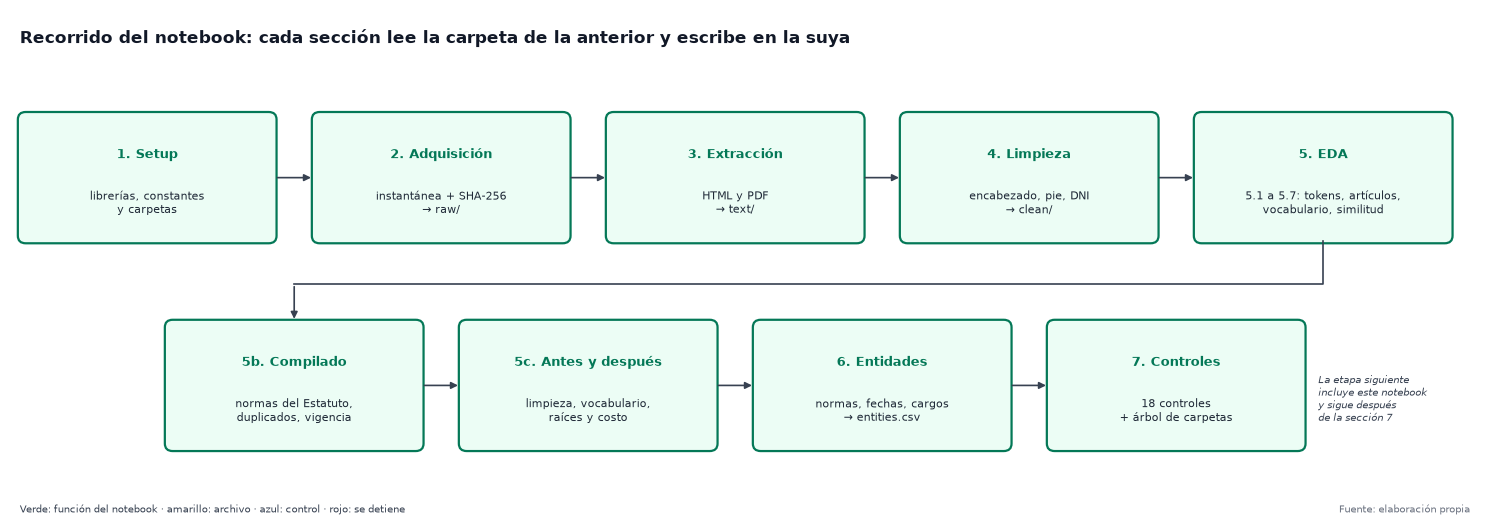 Recorrido del notebook: cada sección lee la carpeta de la anterior y escribe en la suya
1. Setup
librerías, constantes
y carpetas
2. Adquisición
instantánea + SHA-256
→ raw/
3. Extracción
HTML y PDF
→ text/
4. Limpieza
encabezado, pie, DNI
→ clean/
5. EDA
5.1 a 5.7: tokens, artículos,
vocabulario, similitud
5b. Compilado
normas del Estatuto,
duplicados, vigencia
5c. Antes y después
limpieza, vocabulario,
raíces y costo
6. Entidades
normas, fechas, cargos
→ entities.csv
7. Controles
18 controles
+ árbol de carpetas
La etapa siguiente
incluye este notebook
y sigue después
de la sección 7
Verde: función del notebook · amarillo: archivo · azul: control · rojo: se detiene
Fuente: elaboración propia